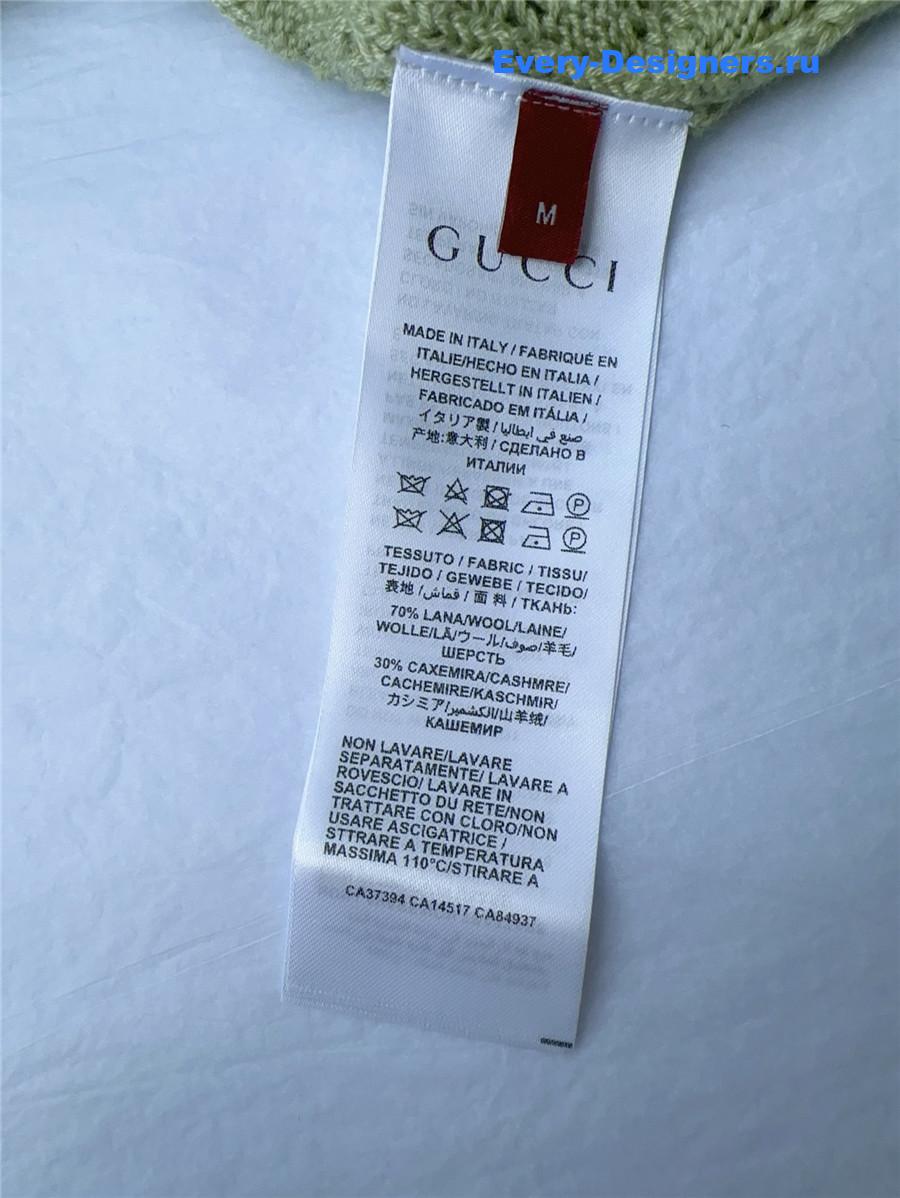 Every-Designers.ru
M
GUCCI
MADE IN ITALY / FABRIQUÉ EN
ITALIE/HECHO EN ITALIA /
HERGESTELLT IN ITALIEN /
FABRICADO EM ITÁLIA /
イタリア製 / صنع في ايطاليا /
产地:意大利 / СДЕЛАНО В
ИТАЛИИ
P
P
TESSUTO / FABRIC / TISSU/
TEJIDO / GEWEBE / TECIDO/
表地 /قماش / 面 料 / ТКАНЬ:
70% LANA/WOOL/LAINE/
WOLLE/LÃ/ウール/صوف/羊毛/
ШЕРСТЬ
30% CAXEMIRA/CASHMRE/
CACHEMIRE/KASCHMIR/
カシミア/الكشمير/山羊绒/
КАШЕМИР
NON LAVARE/LAVARE
SEPARATAMENTE/ LAVARE A
ROVESCIO/ LAVARE IN
SACCHETTO DU RETE/NON
TRATTARE CON CLORO/NON
USARE ASCIGATRICE /
STTRARE A TEMPERATURA
MASSIMA 110°C/STIRARE A
CA37394 CA14517 CA84937